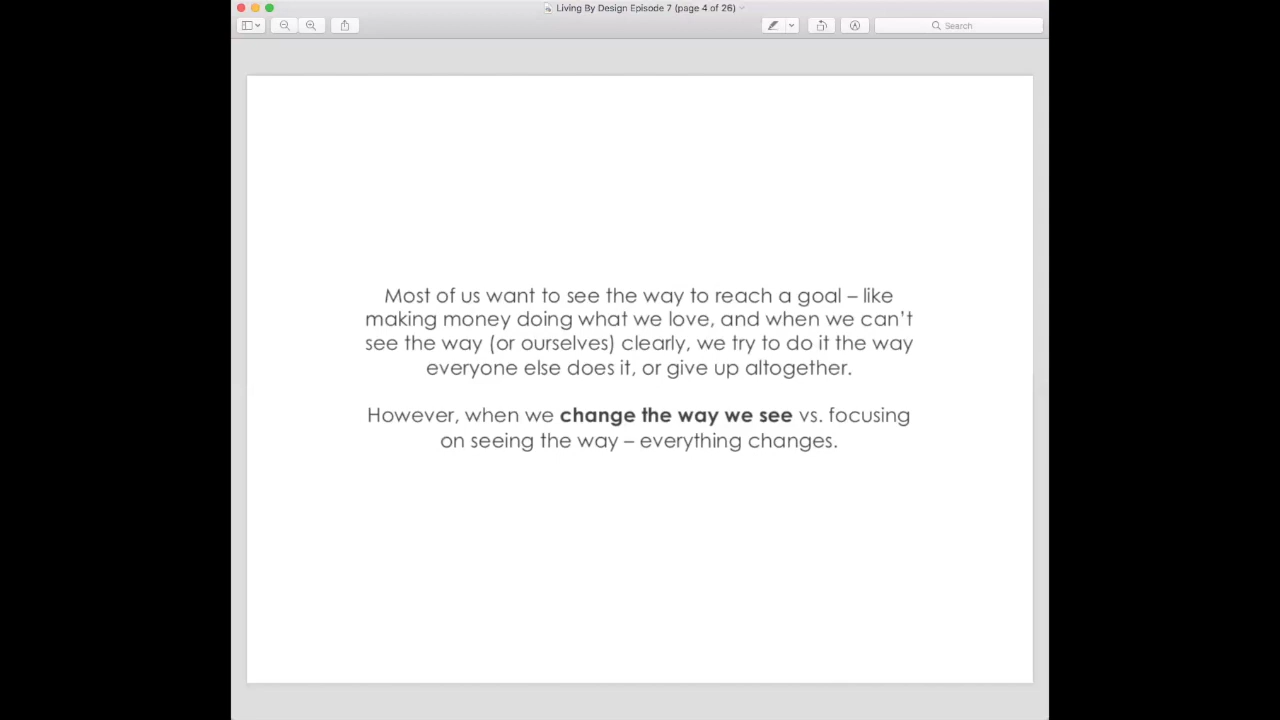 Living By Design Episode 7 (page 4 of 26)
Search
Most of us want to see the way to reach a goal – like
making money doing what we love, and when we can’t
see the way (or ourselves) clearly, we try to do it the way
everyone else does it, or give up altogether.
However, when we change the way we see vs. focusing
on seeing the way – everything changes.